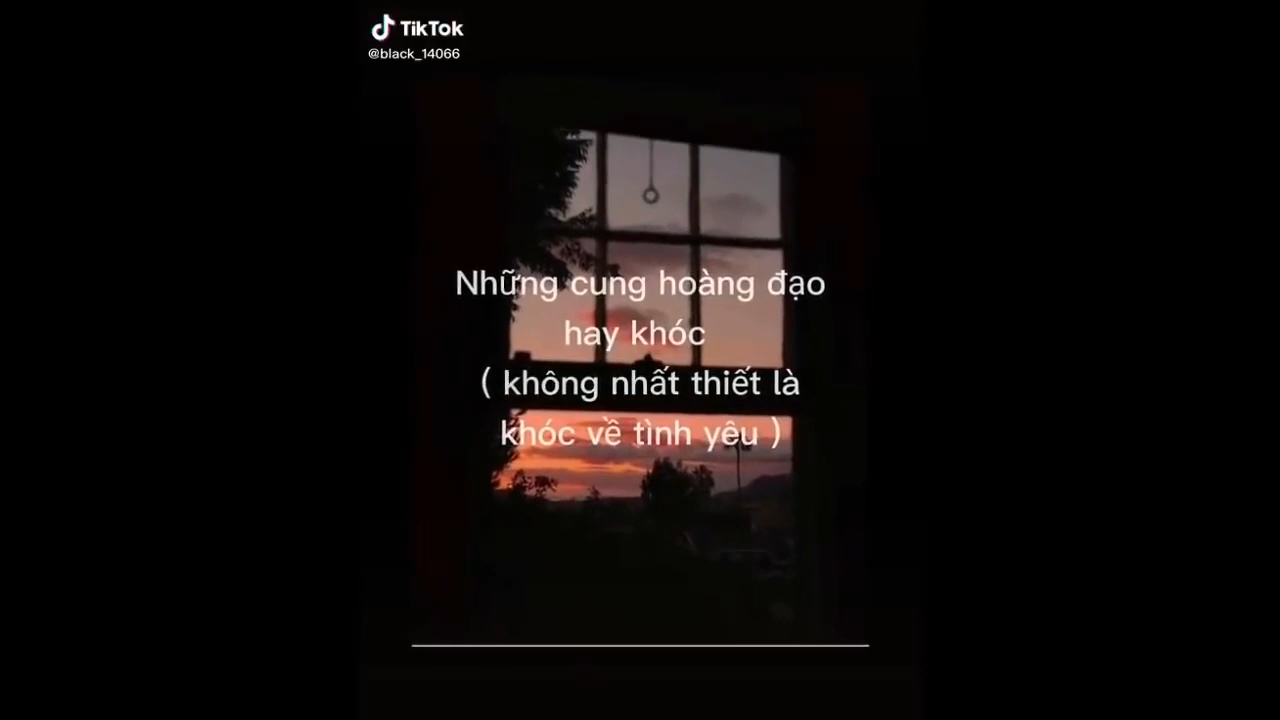 TikTok
@black_14066
Những cung hoàng đạo
hay khóc
( không nhất thiết là
khóc về tình yêu )